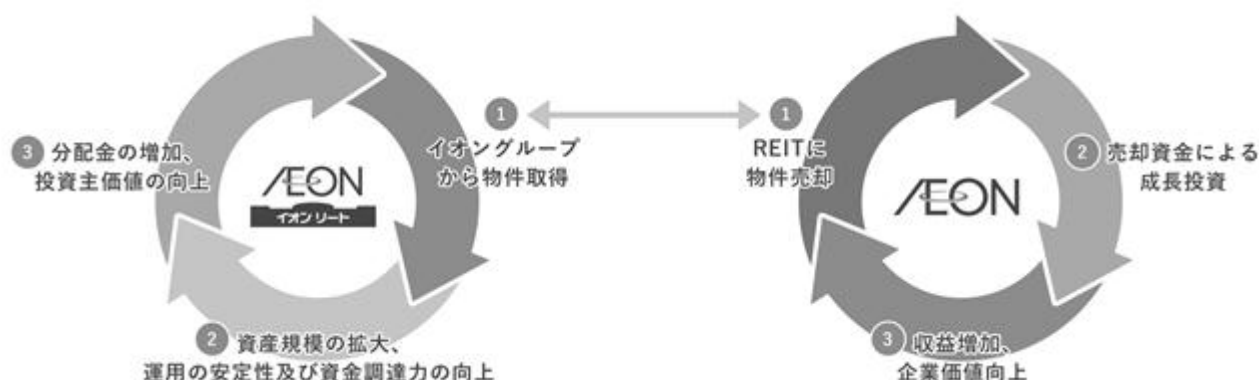 3 分配金の増加、
投資主価値の向上
ÆON
イオン リート
1
イオングループ
から物件取得
2 資産規模の拡大、
運用の安定性及び資金調達力の向上
1
REITに
物件売却
ÆON
2 売却資金による
成長投資
3 収益増加、
企業価値向上